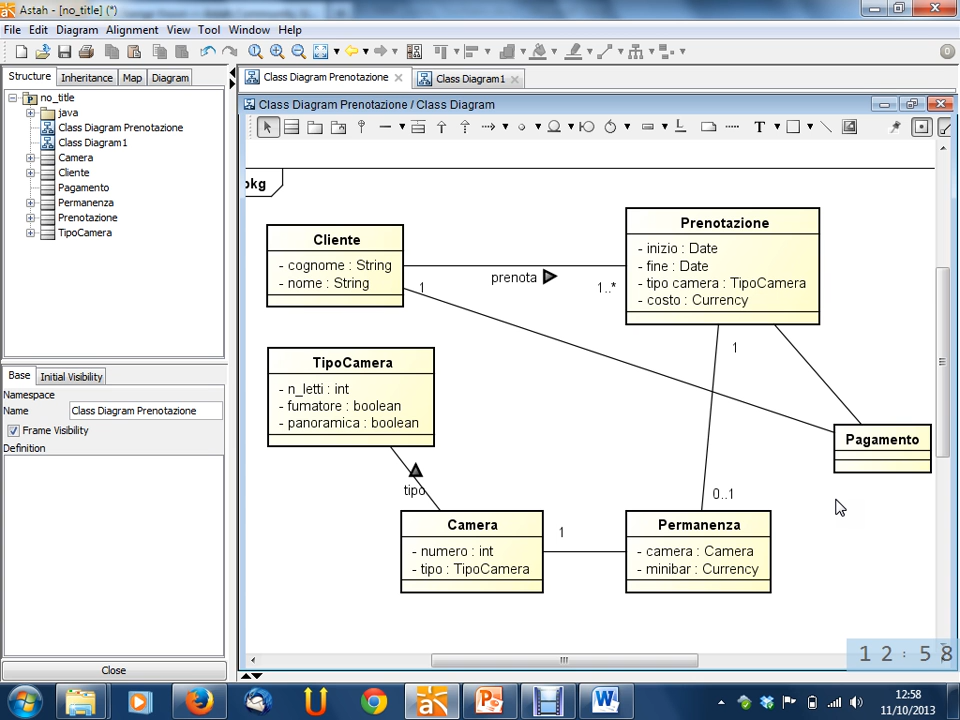 Astah - [no_title] (*)
File Edit Diagram Alignment View Tool Window Help
Structure Inheritance Map Diagram
no_title
java
Class Diagram Prenotazione
Class Diagram1
Camera
Cliente
Pagamento
Permanenza
Prenotazione
TipoCamera
Base Initial Visibility
Namespace
Name Class Diagram Prenotazione
Frame Visibility
Definition
Close
Class Diagram Prenotazione Class Diagram1
Class Diagram Prenotazione / Class Diagram
T
pkg
Cliente
- cognome : String
- nome : String
prenota
1
1..*
Prenotazione
- inizio : Date
- fine : Date
- tipo camera : TipoCamera
- costo : Currency
TipoCamera
- n_letti : int
- fumatore : boolean
- panoramica : boolean
1
Pagamento
tipo
0..1
Camera
- numero : int
- tipo : TipoCamera
1
Permanenza
- camera : Camera
- minibar : Currency
12:58
12:58
11/10/2013